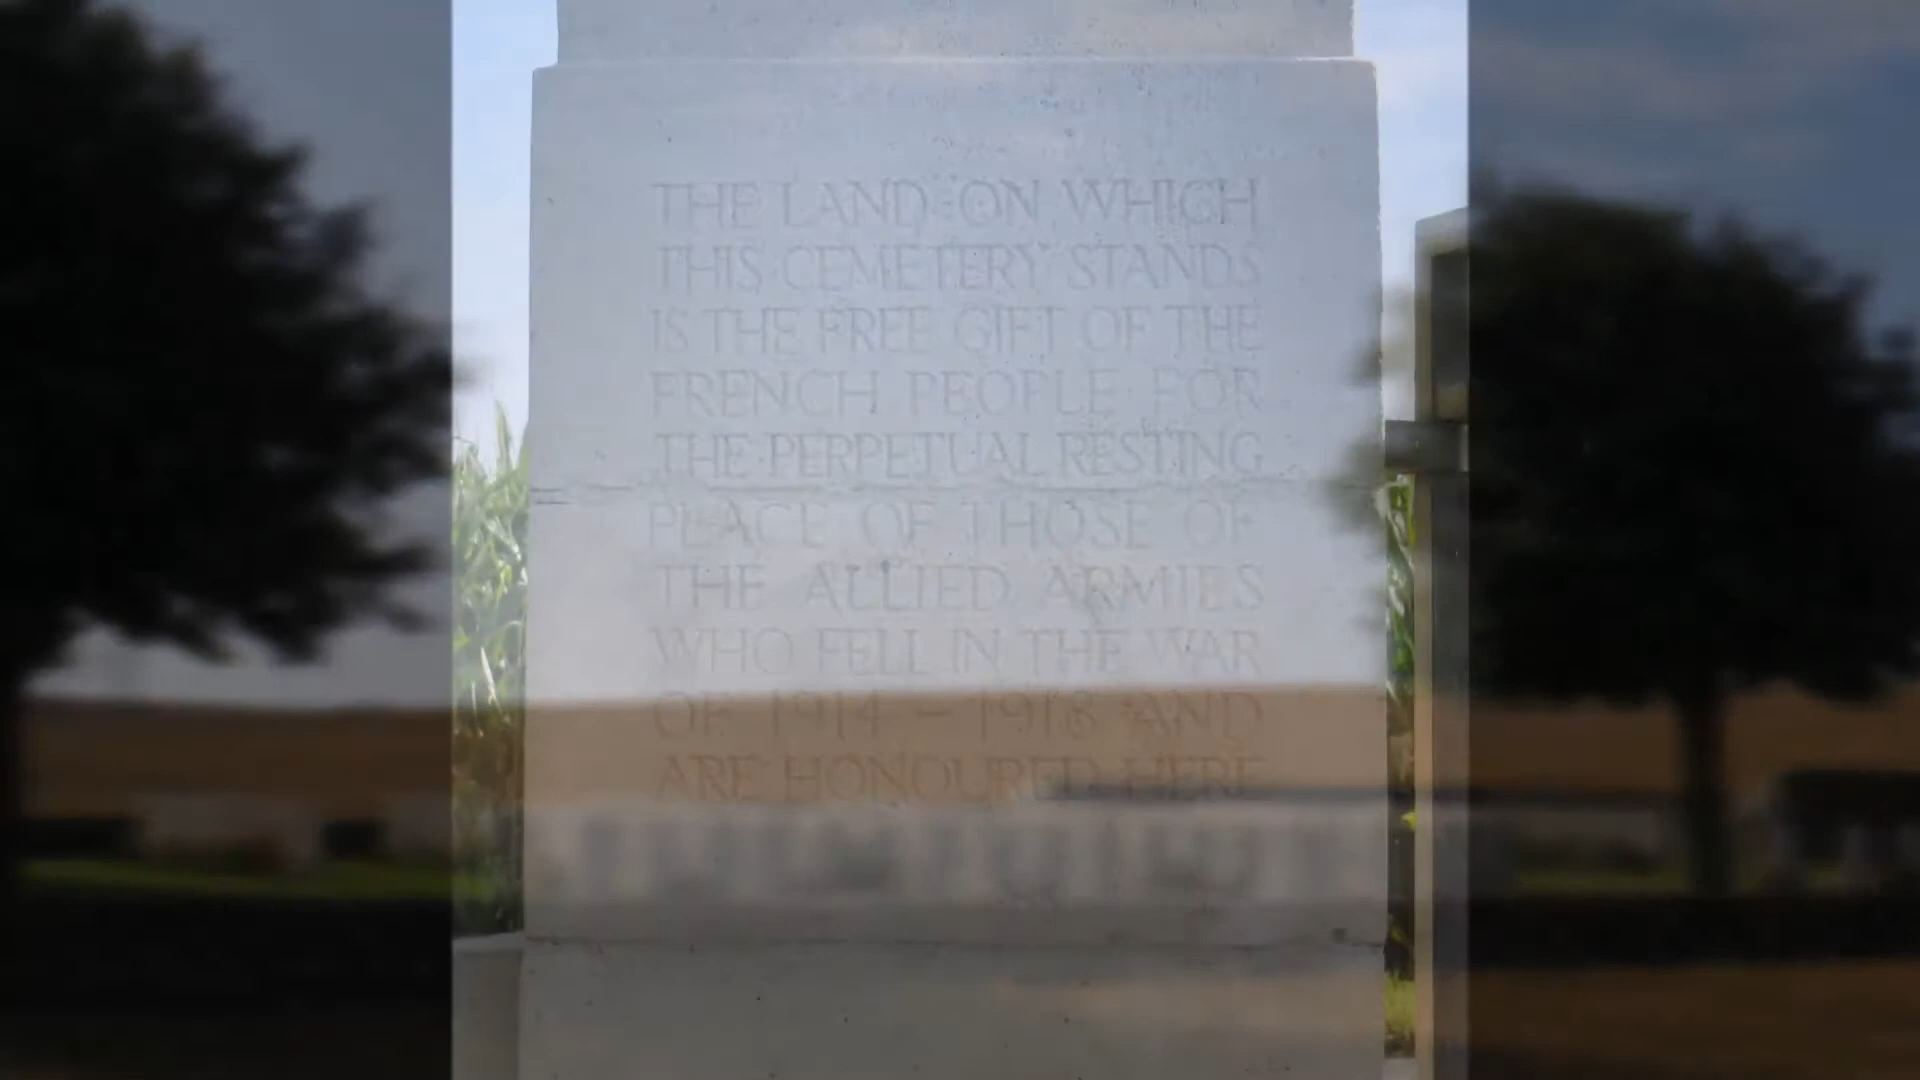 THE LAND ON WHICH
THIS CEMETERY STANDS
IS THE FREE GIFT OF THE
FRENCH PEOPLE FOR
THE PERPETUAL RESTING
PLACE OF THOSE OF
THE ALLIED ARMIES
WHO FELL IN THE WAR
OF 1914 – 1918 AND
ARE HONOURED HERE